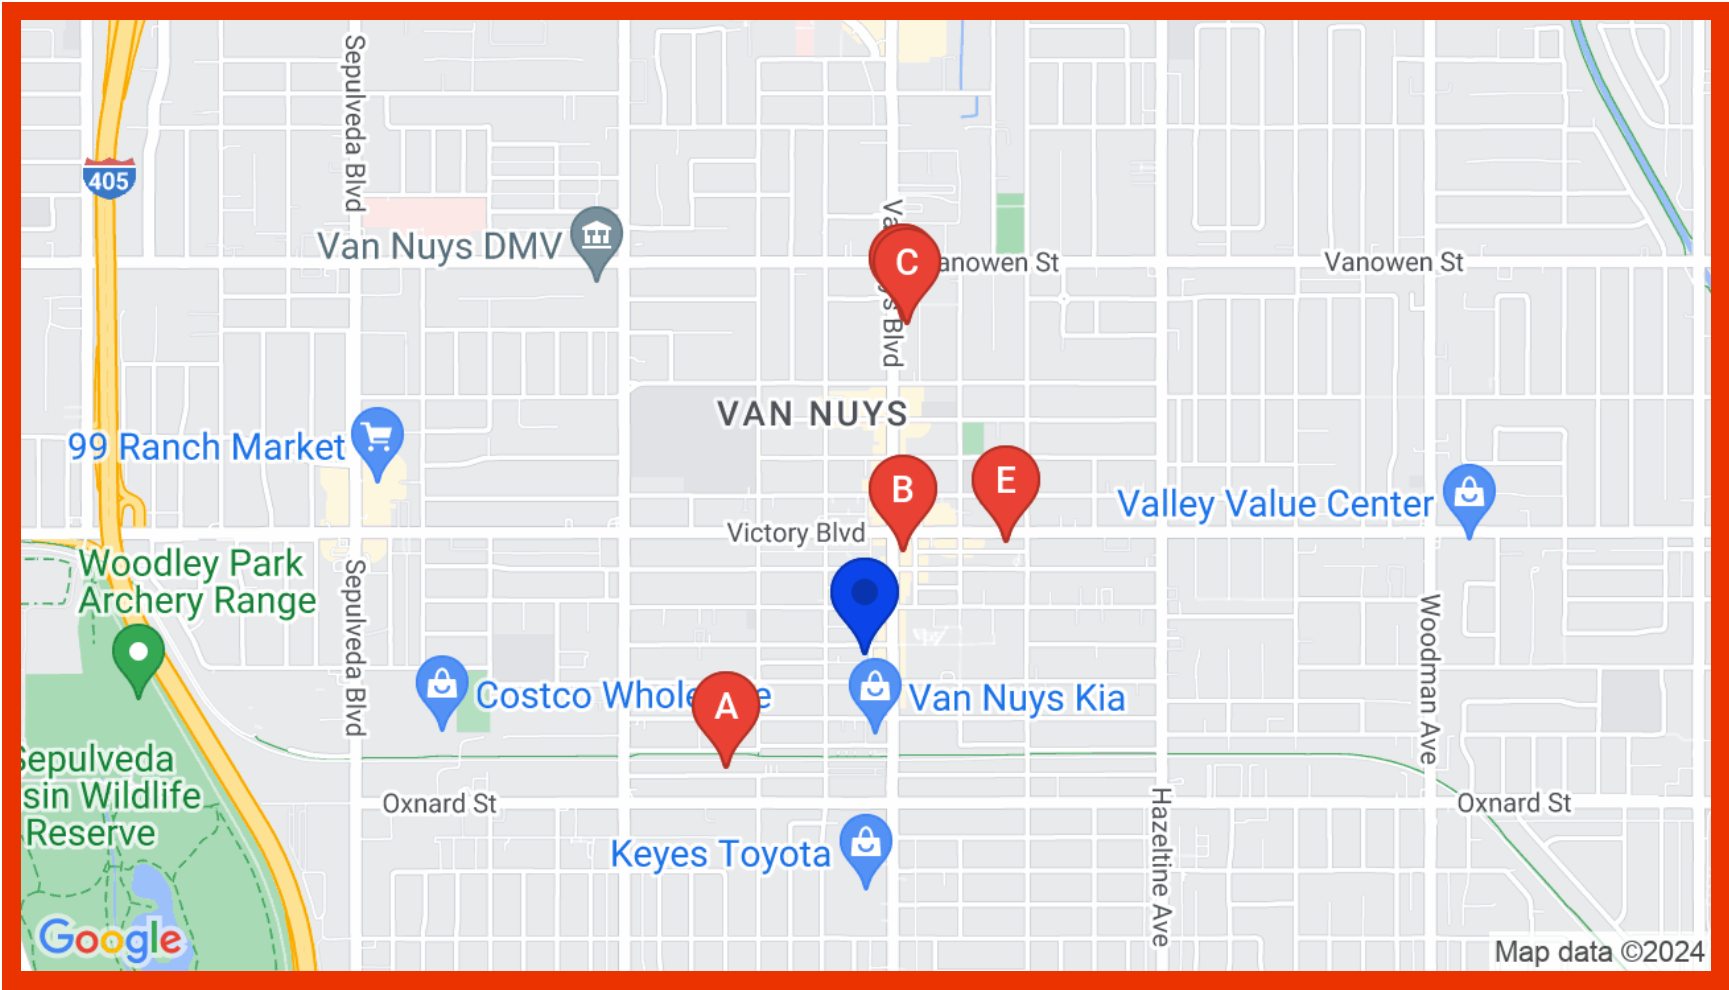 Sepulveda Blvd
405
Van Nuys DMV
C
anowen St
Vanowen St
ys Blvd
VAN NUYS
99 Ranch Market
B
E
Valley Value Center
Victory Blvd
Woodley Park
Archery Range
Sepulveda Blvd
Woodman Ave
Costco Whole
e
A
Van Nuys Kia
Sepulveda
sin Wildlife
Reserve
Oxnard St
Oxnard St
Hazeltine Ave
Keyes Toyota
Google
Map data ©2024